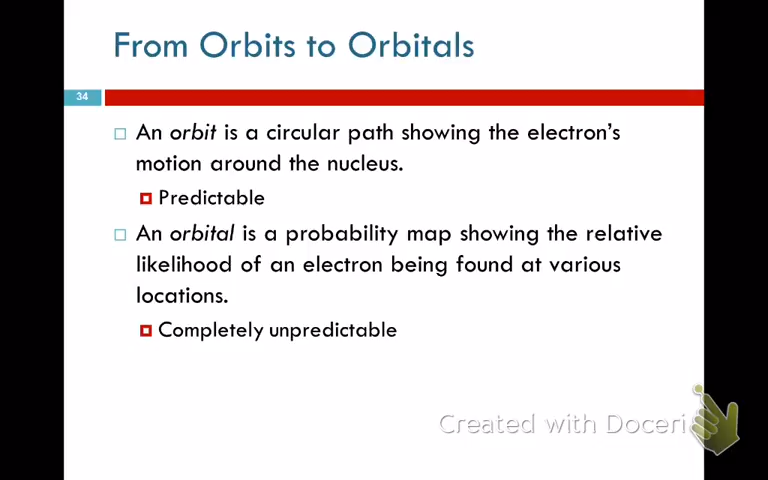 From Orbits to Orbitals
34
An orbit is a circular path showing the electron's
motion around the nucleus.
Predictable
An orbital is a probability map showing the relative
likelihood of an electron being found at various
locations.
Completely unpredictable
Created with Doceri